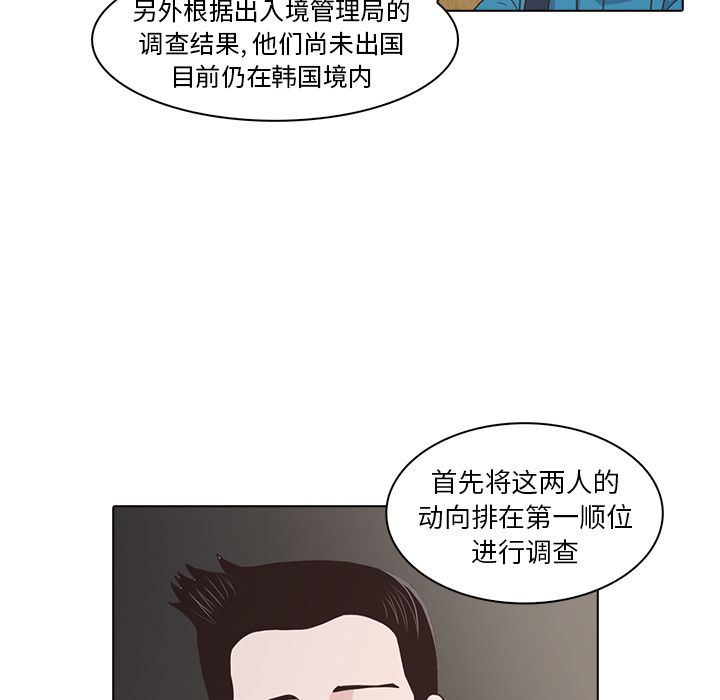 另外根据出入境管理局的
调查结果, 他们尚未出国
目前仍在韩国境内
首先将这两人的
动向排在第一顺位
进行调查